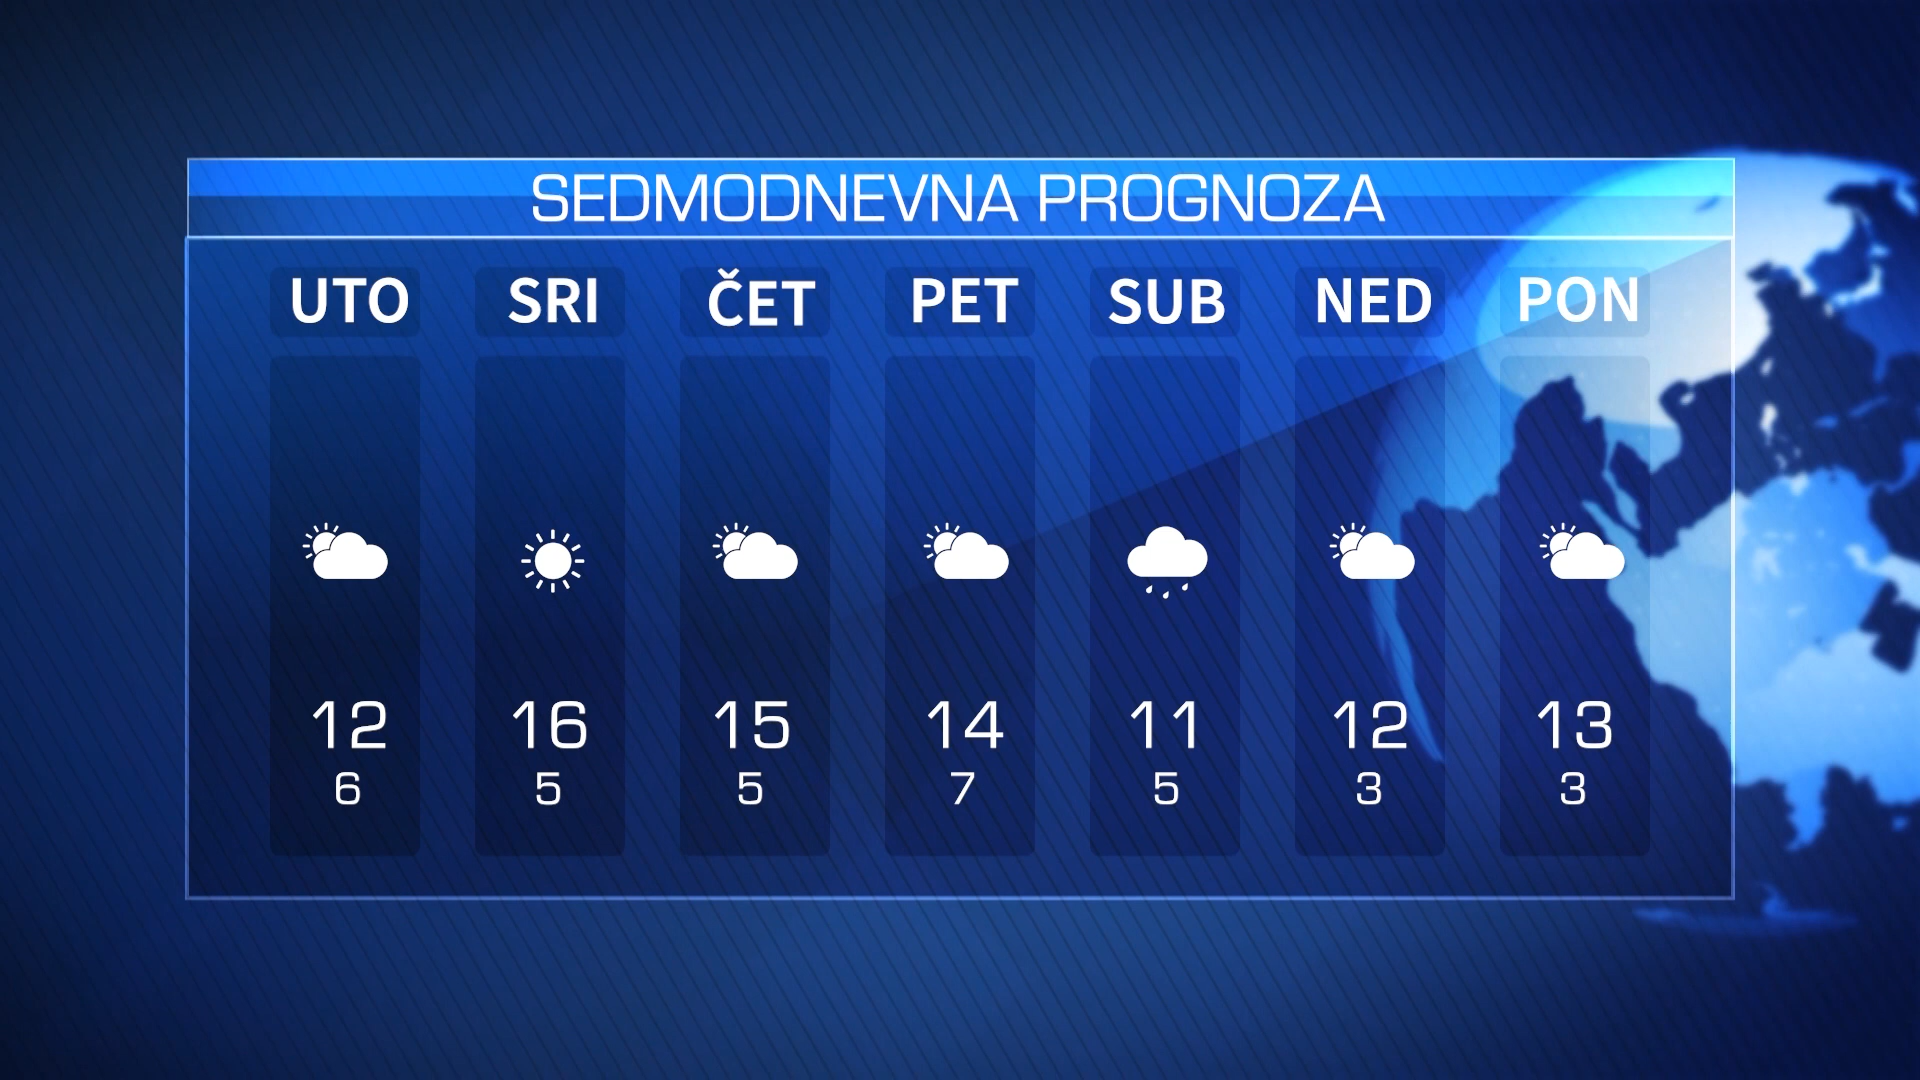 SEDMODNEVNA PROGNOZA
UTO SRI ČET PET SUB NED PON
12 16 15 14 11 12 13
6 5 5 7 5 3 3